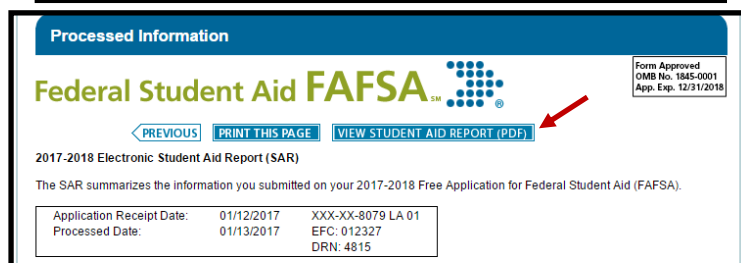 Processed Information
Federal Student Aid FAFSA SM ®
Form Approved
OMB No. 1845-0001
App. Exp. 12/31/2018
PREVIOUS PRINT THIS PAGE VIEW STUDENT AID REPORT (PDF)
2017-2018 Electronic Student Aid Report (SAR)
The SAR summarizes the information you submitted on your 2017-2018 Free Application for Federal Student Aid (FAFSA).
Application Receipt Date: 01/12/2017 XXX-XX-8079 LA 01
Processed Date: 01/13/2017 EFC: 012327
DRN: 4815